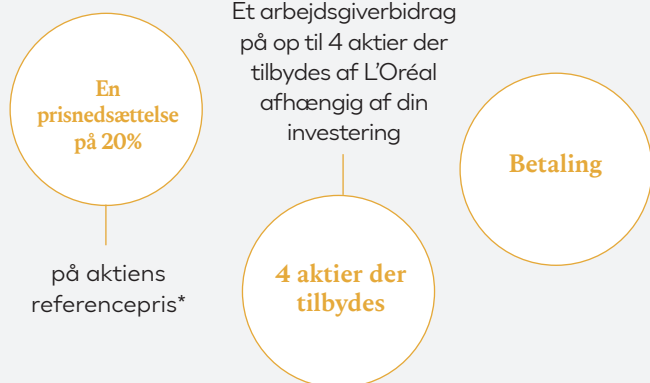 En
prisnedsættelse
på 20%
på aktiens
referencepris*
Et arbejdsgiverbidrag
på op til 4 aktier der
tilbydes af L’Oréal
afhængig af din
investering
4 aktier der
tilbydes
Betaling